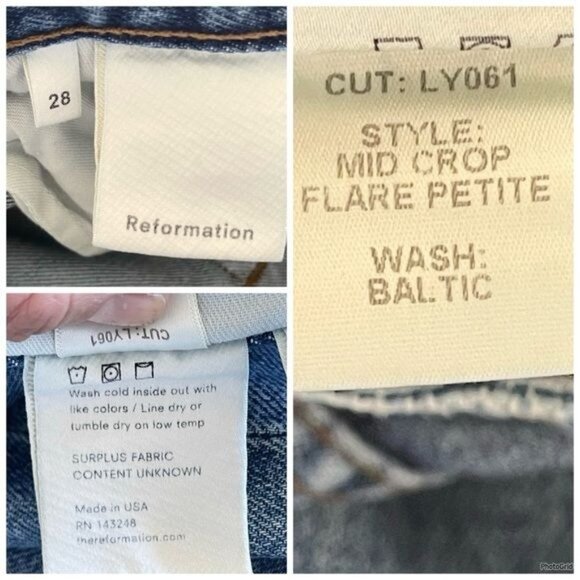 28
Reformation
CUT: LY061
STYLE:
MID CROP
FLARE PETITE
WASH:
BALTIC
CUT: LY061
Wash cold inside out with
like colors / Line dry or
tumble dry on low temp
SURPLUS FABRIC
CONTENT UNKNOWN
Made in USA
RN 143248
thereformation.com
PhotoGrid